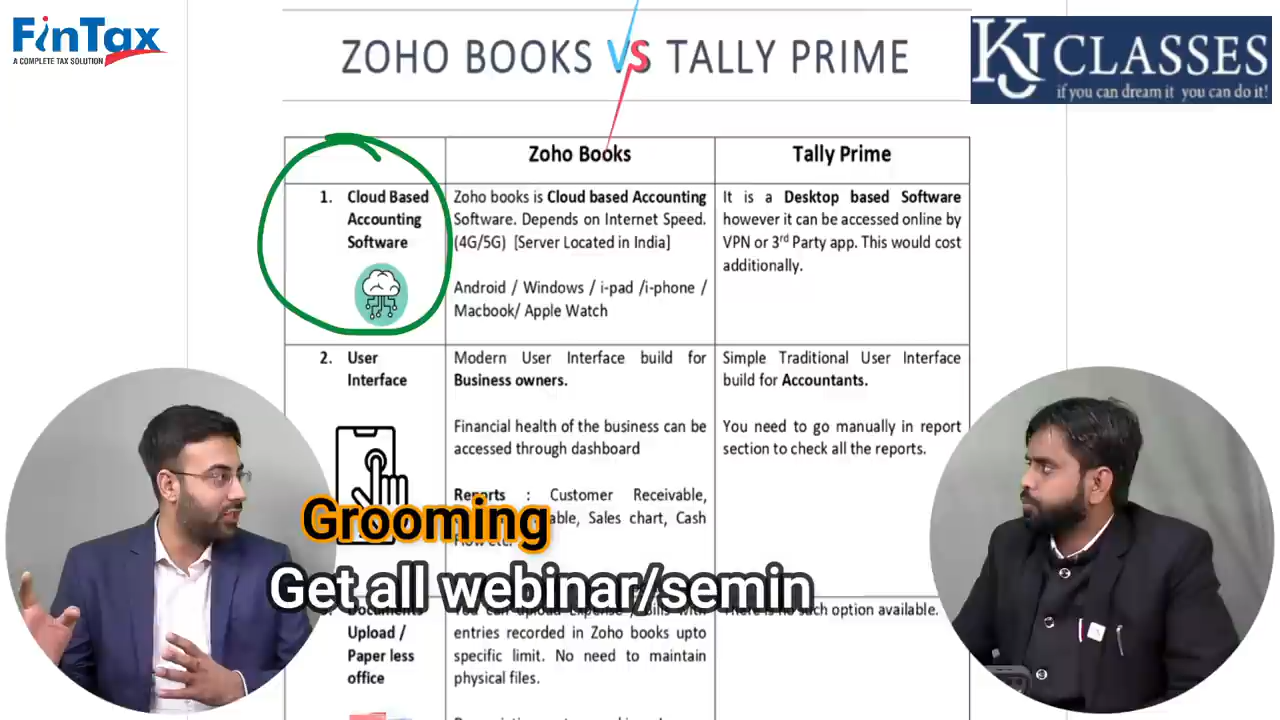 FinTax
A COMPLETE TAX SOLUTION
ZOHO BOOKS VS TALLY PRIME
KJ CLASSES
if you can dream it you can do it!
Zoho Books
Tally Prime
1. Cloud Based
Accounting
Software
Zoho books is Cloud based Accounting
Software. Depends on Internet Speed.
(4G/5G) [Server Located in India]
Android / Windows / i-pad /i-phone /
Macbook/ Apple Watch
It is a Desktop based Software
however it can be accessed online by
VPN or 3rd Party app. This would cost
additionally.
2. User
Interface
Modern User Interface build for
Business owners.
Financial health of the business can be
accessed through dashboard
Reports : Customer Receivable,
Sales chart, Cash
Simple Traditional User Interface
build for Accountants.
You need to go manually in report
section to check all the reports.
Grooming
Get all webinar/semin
Documents
Upload /
Paper less
office
You can upload Expense / Bills with
entries recorded in Zoho books upto
specific limit. No need to maintain
physical files.
There is no such option available.